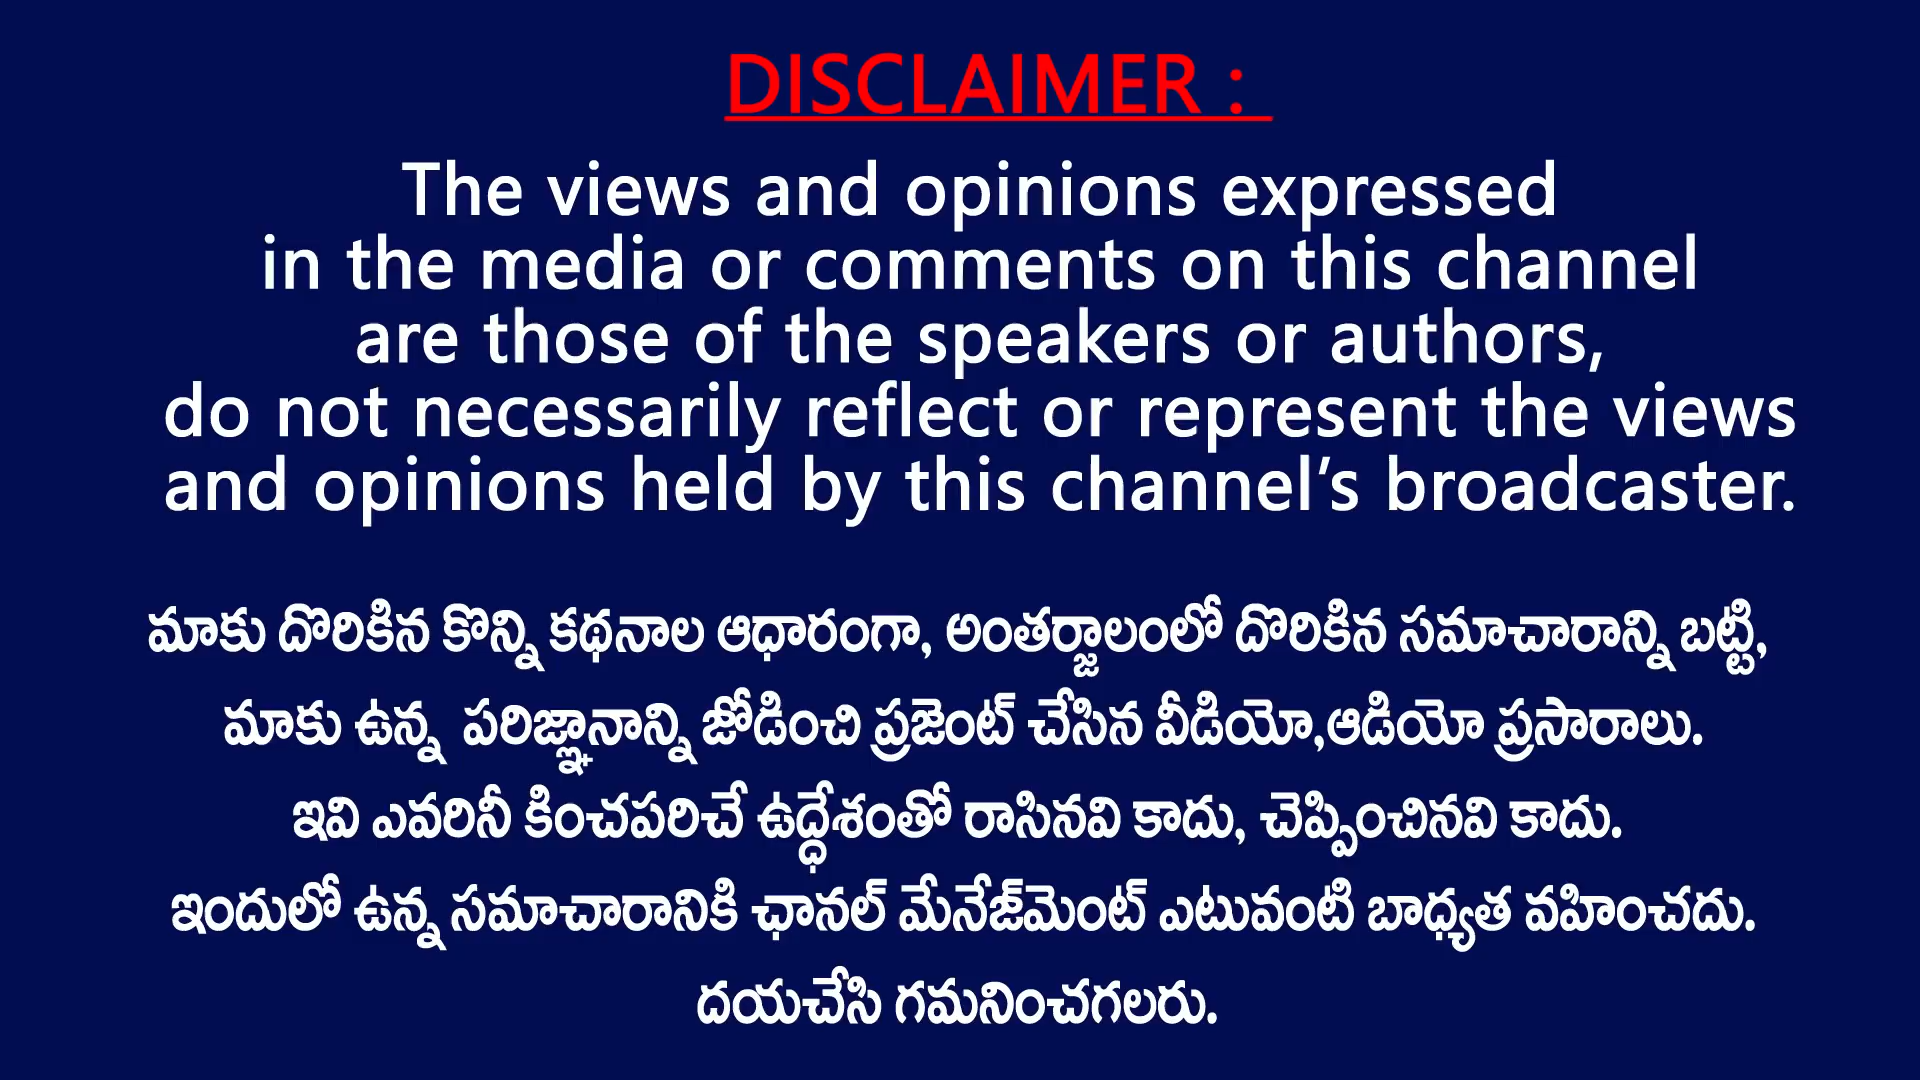 DISCLAIMER :
The views and opinions expressed
in the media or comments on this channel
are those of the speakers or authors,
do not necessarily reflect or represent the views
and opinions held by this channel’s broadcaster.
మాకు దొరికిన కొన్ని కథనాల ఆధారంగా, అంతర్జాలంలో దొరికిన సమాచారాన్ని బట్టి,
మాకు ఉన్న పరిజ్ఞానాన్ని జోడించి ప్రజెంట్ చేసిన వీడియో,ఆడియో ప్రసారాలు.
ఇవి ఎవరినీ కించపరిచే ఉద్ధేశంతో రాసినవి కాదు, చెప్పించినవి కాదు.
ఇందులో ఉన్న సమాచారానికి ఛానల్ మేనేజ్‌మెంట్ ఎటువంటి బాధ్యత వహించదు.
దయచేసి గమనించగలరు.